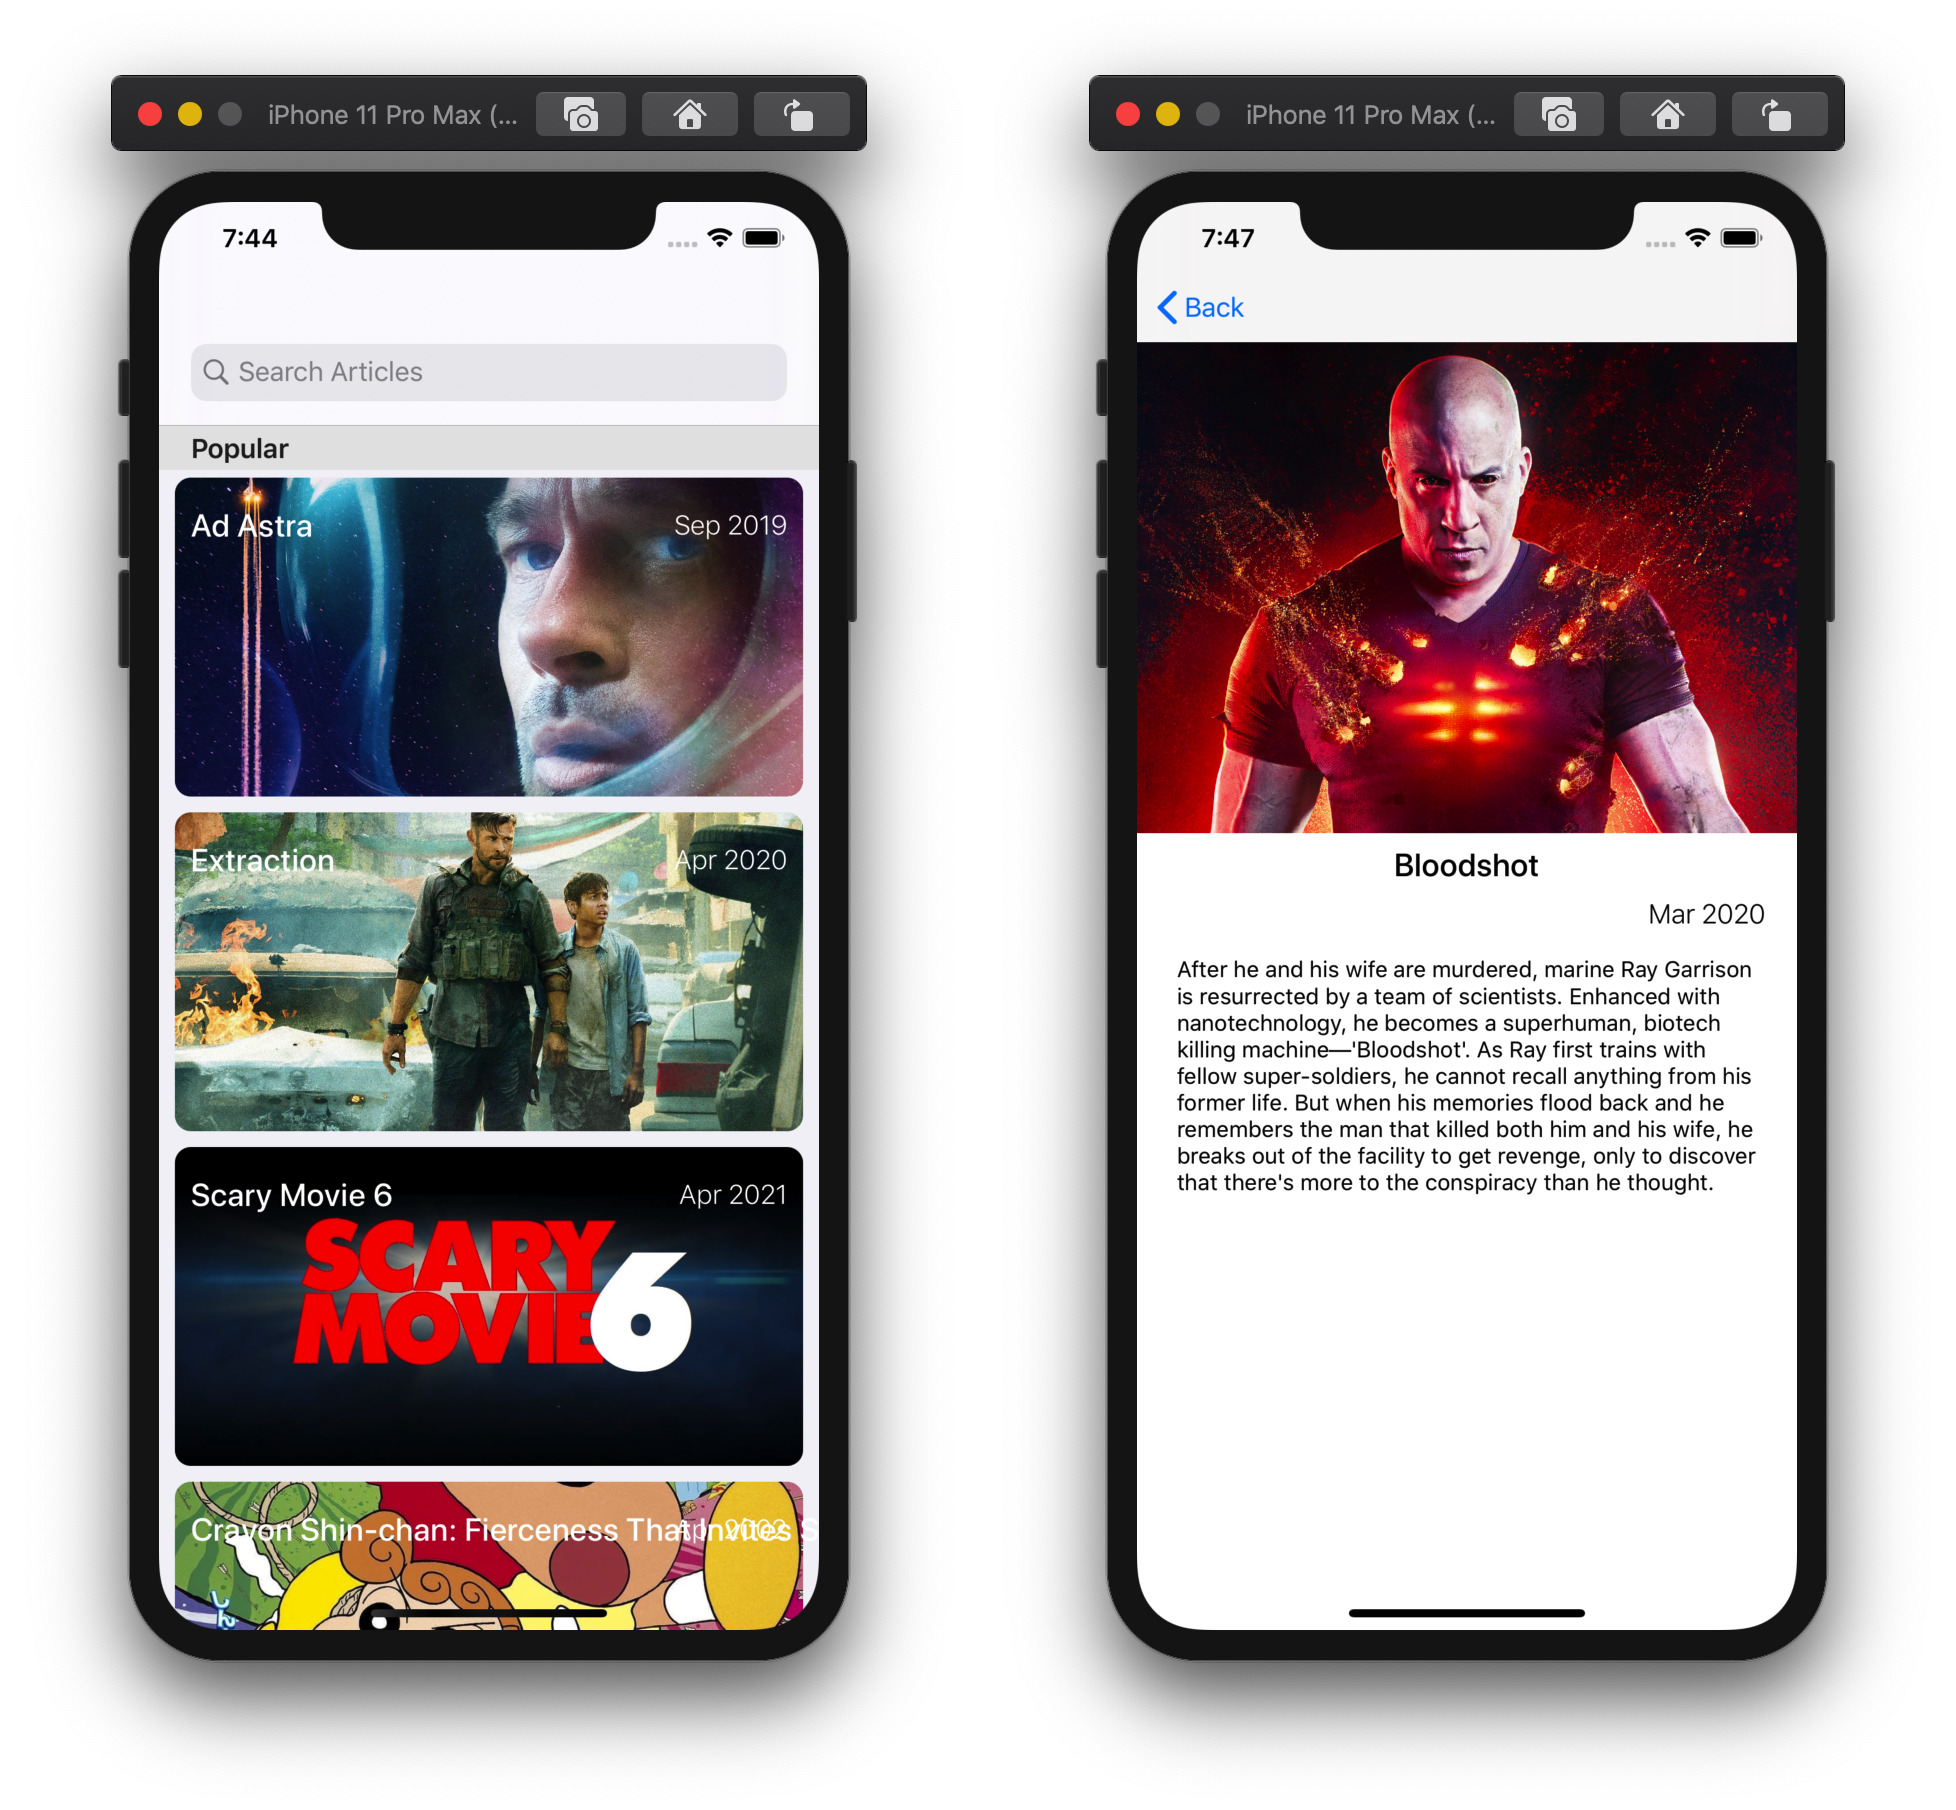 iPhone 11 Pro Max (...
7:44
Search Articles
Popular
Ad Astra
Sep 2019
Extraction
Apr 2020
Scary Movie 6
Apr 2021
SCARY
MOVIE 6
Crayon Shin-chan: Fierceness That Invites S
Apr 2002
しん
iPhone 11 Pro Max (...
7:47
Back
Bloodshot
Mar 2020
After he and his wife are murdered, marine Ray Garrison
is resurrected by a team of scientists. Enhanced with
nanotechnology, he becomes a superhuman, biotech
killing machine—'Bloodshot'. As Ray first trains with
fellow super-soldiers, he cannot recall anything from his
former life. But when his memories flood back and he
remembers the man that killed both him and his wife, he
breaks out of the facility to get revenge, only to discover
that there's more to the conspiracy than he thought.